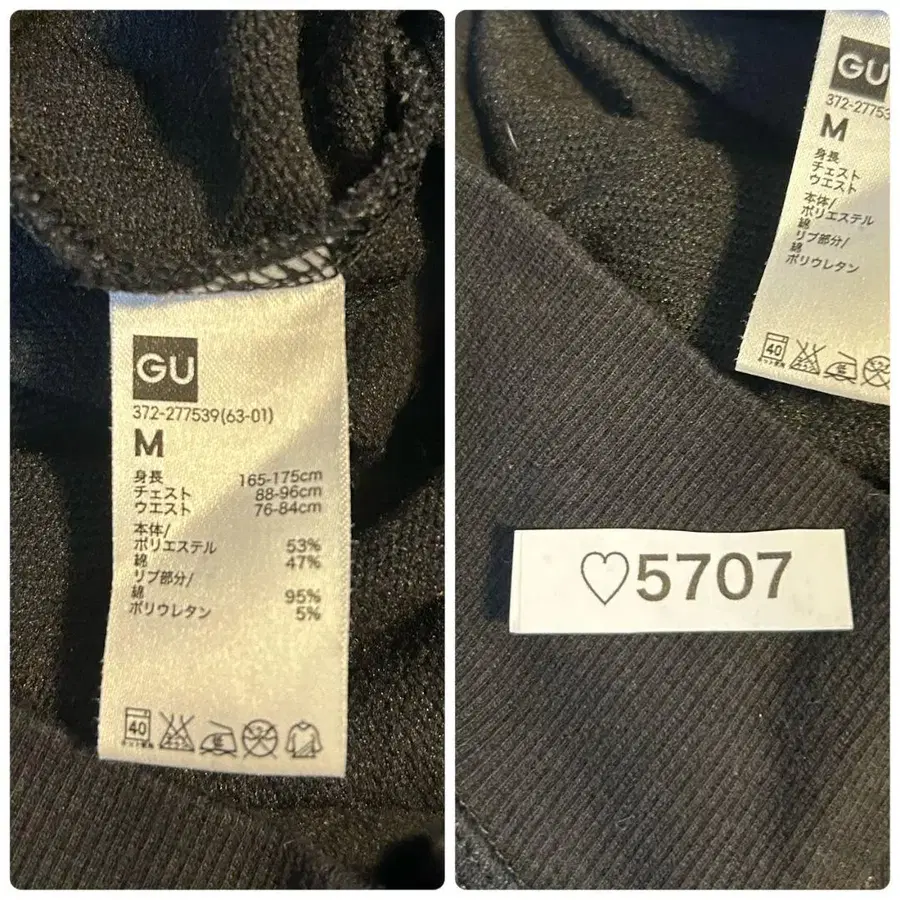 GU
372-277539(63-01)
M
身長 165-175cm
チェスト 88-96cm
ウエスト 76-84cm
本体/
ポリエステル 53%
綿 47%
リブ部分/
綿 95%
ポリウレタン 5%
40
GU
372-27753
M
身長
チェスト
ウエスト
本体/
ポリエステル
綿
リブ部分/
綿
ポリウレタン
40
♡5707